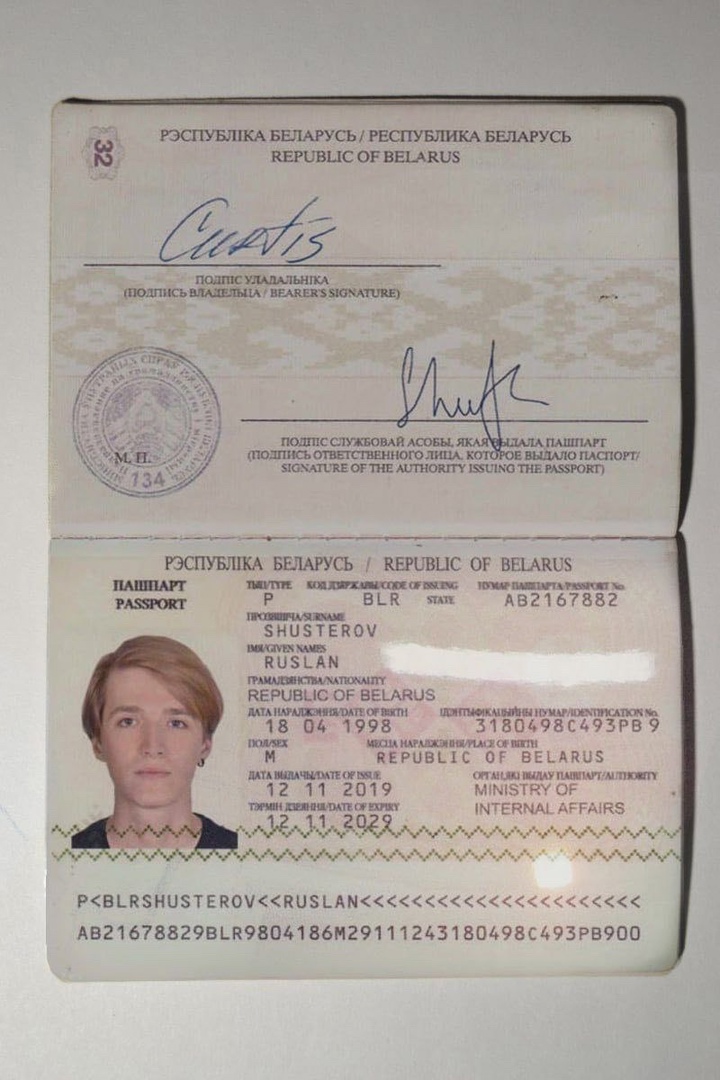 32
РЭСПУБЛІКА БЕЛАРУСЬ / РЕСПУБЛИКА БЕЛАРУСЬ
REPUBLIC OF BELARUS
Curtis
ПОДПІС УЛАДАЛЬНІКА
(ПОДПИСЬ ВЛАДЕЛЬЦА / BEARER'S SIGNATURE)
М. П.
134
ПОДПІС СЛУЖБОВАЙ АСОБЫ, ЯКАЯ ВЫДАЛА ПАШПАРТ
(ПОДПИСЬ ОТВЕТСТВЕННОГО ЛИЦА, КОТОРОЕ ВЫДАЛО ПАСПОРТ/
SIGNATURE OF THE AUTHORITY ISSUING THE PASSPORT)
РЭСПУБЛІКА БЕЛАРУСЬ / REPUBLIC OF BELARUS
ПАШПАРТ
PASSPORT
ТЫП/TYPE КОД ДЗЯРЖАВЫ/CODE OF ISSUING НУМАР ПАШПАРТА/PASSPORT No.
P BLR STATE AB2167882
ПРОЗВІШЧА/SURNAME
SHUSTEROV
ІМЯ/GIVEN NAMES
RUSLAN
ГРАМАДЗЯНСТВА/NATIONALITY
REPUBLIC OF BELARUS
ДАТА НАРАДЖЭННЯ/DATE OF BIRTH ІДЭНТЫФІКАЦЫЙНЫ НУМАР/IDENTIFICATION No.
18 04 1998 3180498C493PB 9
ПОЛ/SEX МЕСЦА НАРАДЖЭННЯ/PLACE OF BIRTH
M REPUBLIC OF BELARUS
ДАТА ВЫДАЧЫ/DATE OF ISSUE ОРГАН, ЯКІ ВЫДАЎ ПАШПАРТ/AUTHORITY
12 11 2019 MINISTRY OF
ТЭРМІН ДЗЕЯННЯ/DATE OF EXPIRY INTERNAL AFFAIRS
12 11 2029
P<BLRSHUSTEROV<<RUSLAN<<<<<<<<<<<<<<<<<<<<<<
AB21678829BLR9804186M29111243180498C493PB900